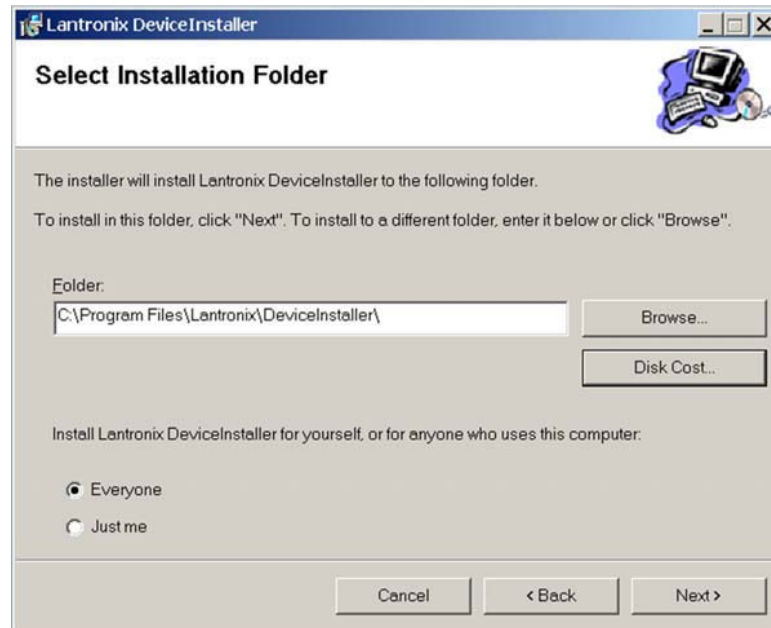 Lantronix DeviceInstaller
Select Installation Folder
The installer will install Lantronix DeviceInstaller to the following folder.
To install in this folder, click "Next". To install to a different folder, enter it below or click "Browse".
Folder:
C:\Program Files\Lantronix\DeviceInstaller\
Browse...
Disk Cost...
Install Lantronix DeviceInstaller for yourself, or for anyone who uses this computer:
Everyone
Just me
Cancel
< Back
Next >